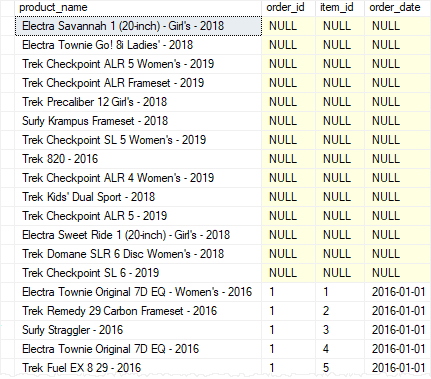 product_name order_id item_id order_date
Electra Savannah 1 (20-inch) - Girl's - 2018 NULL NULL NULL
Electra Townie Go! 8i Ladies' - 2018 NULL NULL NULL
Trek Checkpoint ALR 5 Women's - 2019 NULL NULL NULL
Trek Checkpoint ALR Frameset - 2019 NULL NULL NULL
Trek Precaliber 12 Girl's - 2018 NULL NULL NULL
Surly Krampus Frameset - 2018 NULL NULL NULL
Trek Checkpoint SL 5 Women's - 2019 NULL NULL NULL
Trek 820 - 2016 NULL NULL NULL
Trek Checkpoint ALR 4 Women's - 2019 NULL NULL NULL
Trek Kids' Dual Sport - 2018 NULL NULL NULL
Trek Checkpoint ALR 5 - 2019 NULL NULL NULL
Electra Sweet Ride 1 (20-inch) - Girl's - 2018 NULL NULL NULL
Trek Domane SLR 6 Disc Women's - 2018 NULL NULL NULL
Trek Checkpoint SL 6 - 2019 NULL NULL NULL
Electra Townie Original 7D EQ - Women's - 2016 1 1 2016-01-01
Trek Remedy 29 Carbon Frameset - 2016 1 2 2016-01-01
Surly Straggler - 2016 1 3 2016-01-01
Electra Townie Original 7D EQ - 2016 1 4 2016-01-01
Trek Fuel EX 8 29 - 2016 1 5 2016-01-01